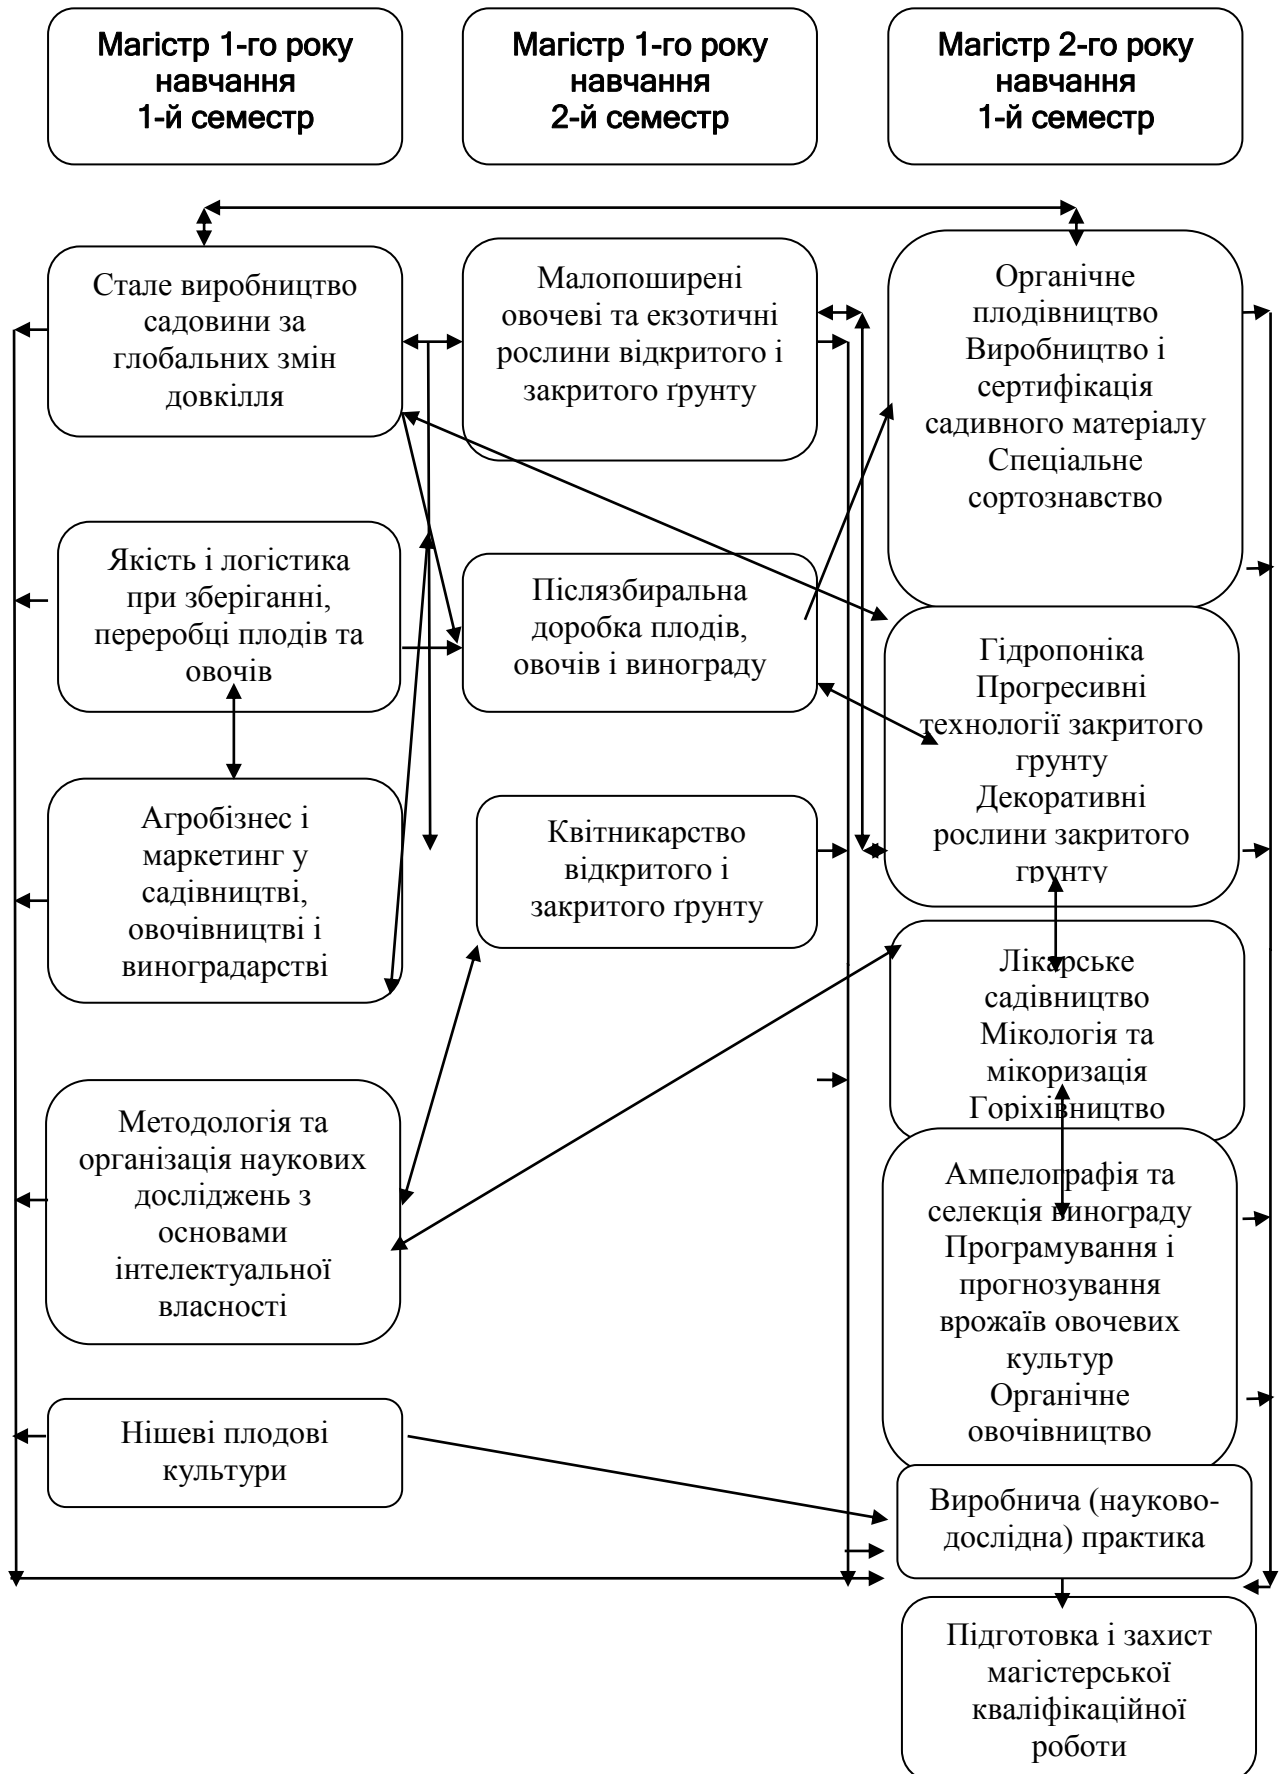 Магістр 1-го року
навчання
1-й семестр
Магістр 1-го року
навчання
2-й семестр
Магістр 2-го року
навчання
1-й семестр
Стале виробництво
садовини за
глобальних змін
довкілля
Малопоширені
овочеві та екзотичні
рослини відкритого і
закритого ґрунту
Органічне
плодівництво
Виробництво і
сертифікація
садивного матеріалу
Спеціальне
сортознавство
Якість і логістика
при зберіганні,
переробці плодів та
овочів
Післязбиральна
доробка плодів,
овочів і винограду
Гідропоніка
Прогресивні
технології закритого
грунту
Декоративні
рослини закритого
грунту
Агробізнес і
маркетинг у
садівництві,
овочівництві і
виноградарстві
Квітникарство
відкритого і
закритого ґрунту
Лікарське
садівництво
Мікологія та
мікоризація
Горіхівництво
Методологія та
організація наукових
досліджень з
основами
інтелектуальної
власності
Ампелографія та
селекція винограду
Програмування і
прогнозування
врожаїв овочевих
культур
Органічне
овочівництво
Нішеві плодові
культури
Виробнича (науково-
дослідна) практика
Підготовка і захист
магістерської
кваліфікаційної
роботи